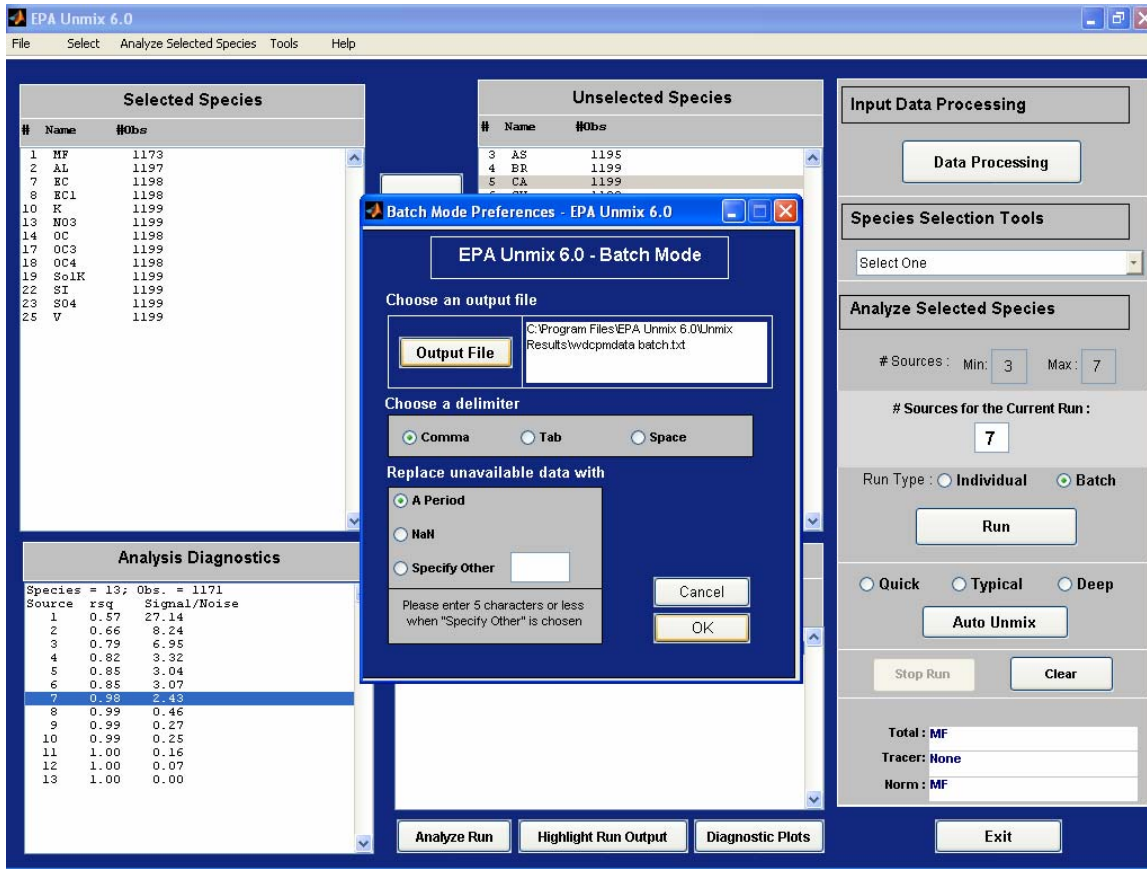 EPA Unmix 6.0
File Select Analyze Selected Species Tools Help
Selected Species
# Name #Obs
1 MF 1173
2 AL 1197
7 EC 1198
8 EC1 1198
10 K 1199
13 NO3 1199
14 OC 1198
17 OC3 1199
18 OC4 1198
19 SolK 1199
22 SI 1199
23 SO4 1199
25 V 1199
Unselected Species
# Name #Obs
3 AS 1195
4 BR 1199
5 CA 1199
Batch Mode Preferences - EPA Unmix 6.0
EPA Unmix 6.0 - Batch Mode
Choose an output file
Output File
C:\Program Files\EPA Unmix 6.0\Unmix
Results\wdcpmdata batch.txt
Choose a delimiter
Comma Tab Space
Replace unavailable data with
A Period
NaN
Specify Other
Please enter 5 characters or less
when "Specify Other" is chosen
Cancel
OK
Analysis Diagnostics
Species = 13; Obs. = 1171
Source rsq Signal/Noise
1 0.57 27.14
2 0.66 8.24
3 0.79 6.95
4 0.82 3.32
5 0.85 3.04
6 0.85 3.07
7 0.98 2.43
8 0.99 0.46
9 0.99 0.27
10 0.99 0.25
11 1.00 0.16
12 1.00 0.07
13 1.00 0.00
Analyze Run Highlight Run Output Diagnostic Plots
Input Data Processing
Data Processing
Species Selection Tools
Select One
Analyze Selected Species
# Sources : Min: 3 Max : 7
# Sources for the Current Run :
7
Run Type : Individual Batch
Run
Quick Typical Deep
Auto Unmix
Stop Run Clear
Total : MF
Tracer: None
Norm : MF
Exit